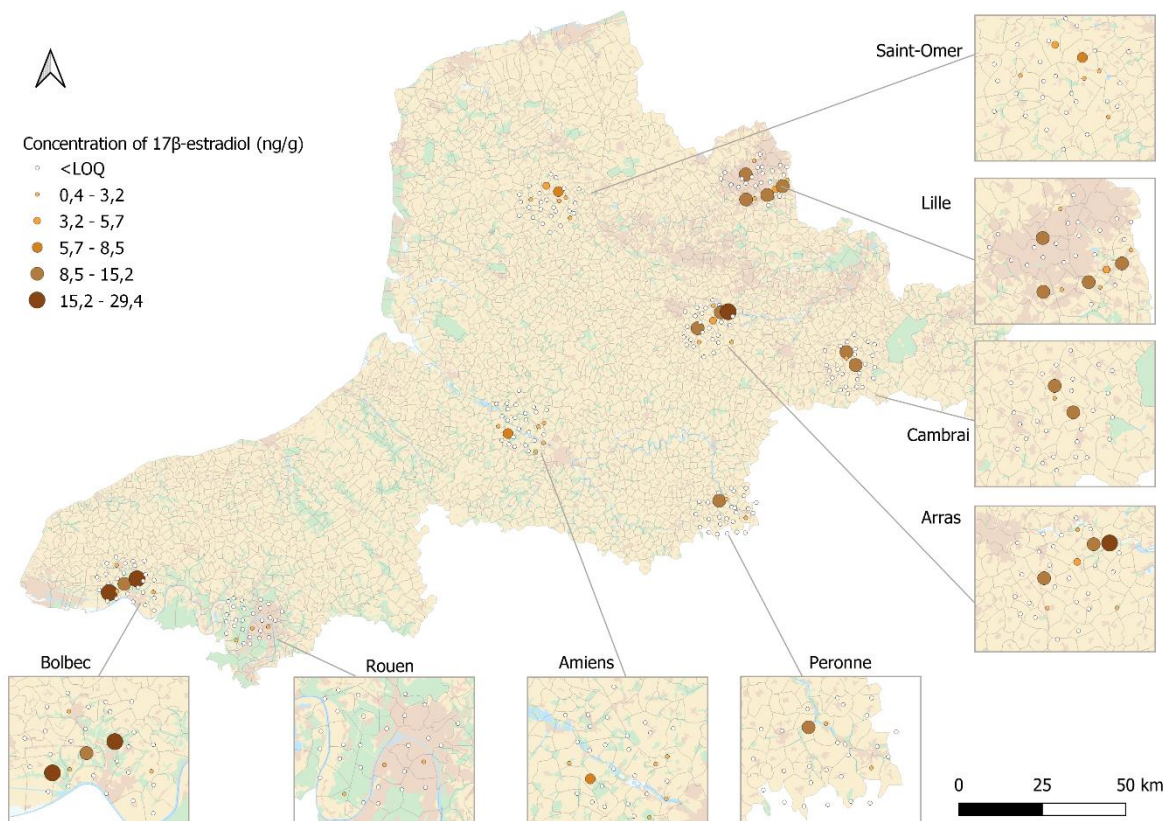 Saint-Omer
Concentration of 17β-estradiol (ng/g)
<LOQ
0,4 - 3,2
3,2 - 5,7
5,7 - 8,5
8,5 - 15,2
15,2 - 29,4
Lille
Cambrai
Arras
Bolbec
Rouen
Amiens
Peronne
0 25 50 km